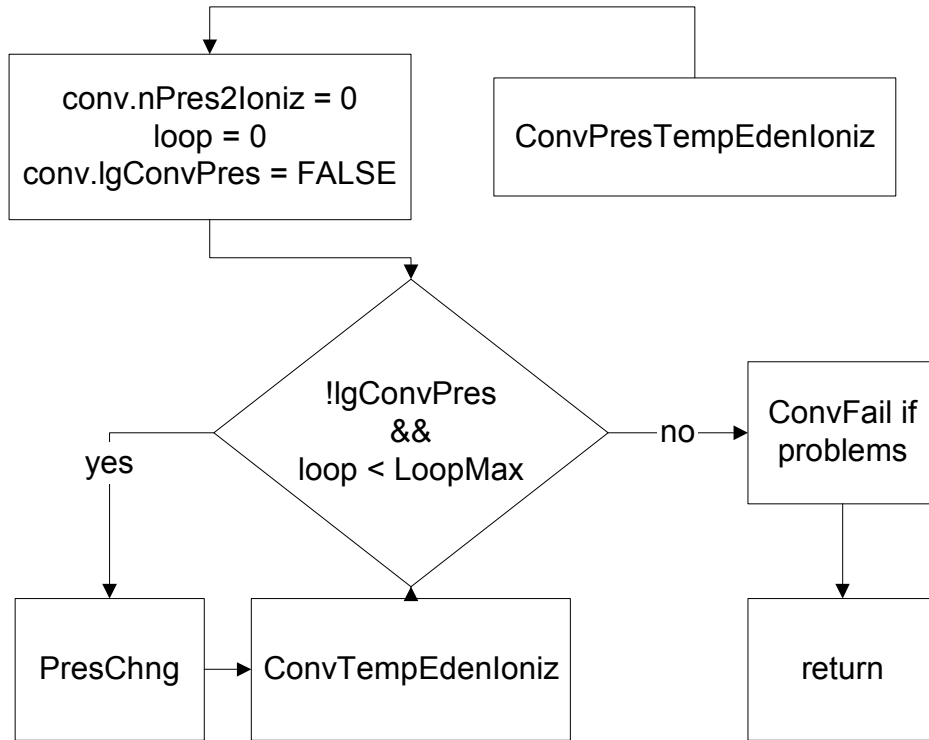 conv.nPres2Ioniz = 0
loop = 0
conv.lgConvPres = FALSE
ConvPresTempEdenIoniz
!lgConvPres
&&
loop < LoopMax
yes
no
ConvFail if
problems
PresChng
ConvTempEdenIoniz
return